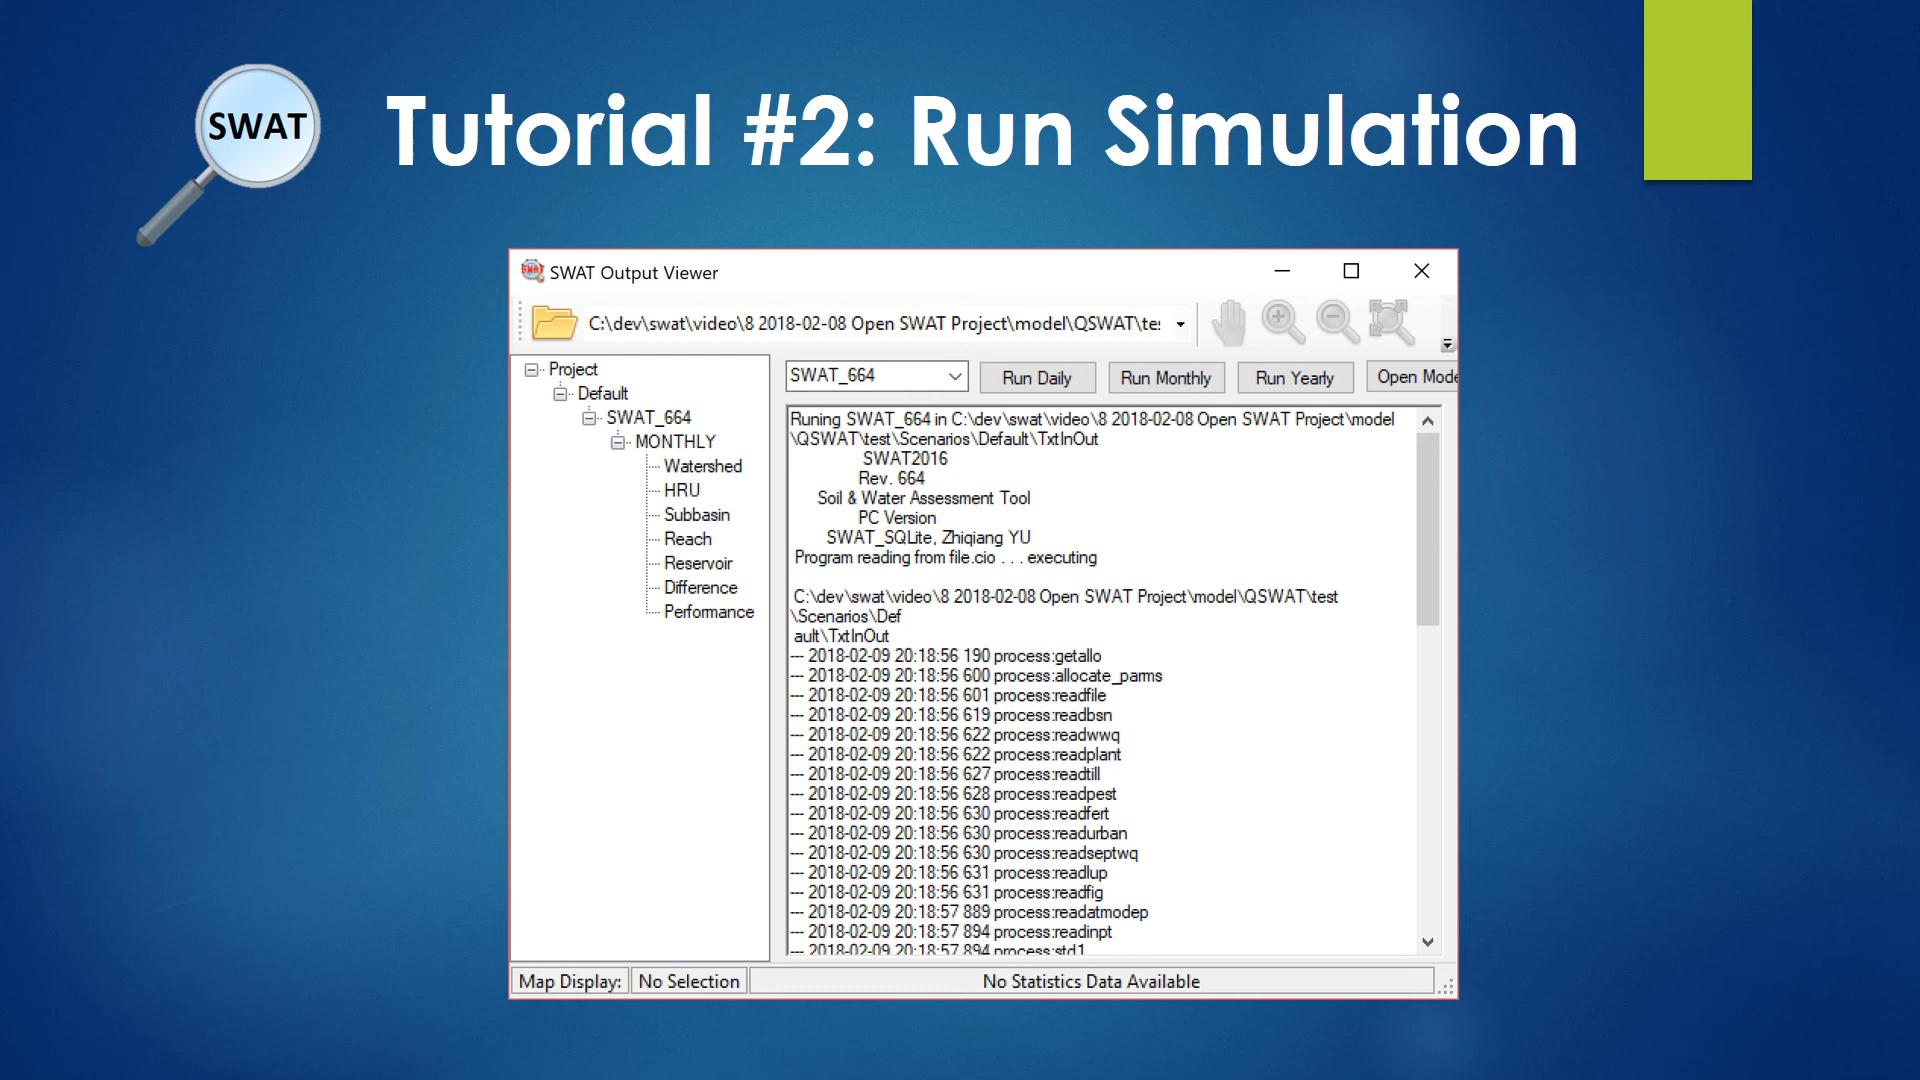 SWAT
Tutorial #2: Run Simulation
SWAT Output Viewer
C:\dev\swat\video\8 2018-02-08 Open SWAT Project\model\QSWAT\tes
Project
Default
SWAT_664
MONTHLY
Watershed
HRU
Subbasin
Reach
Reservoir
Difference
Performance
SWAT_664
Run Daily
Run Monthly
Run Yearly
Open Mode
Runing SWAT_664 in C:\dev\swat\video\8 2018-02-08 Open SWAT Project\model
\QSWAT\test\Scenarios\Default\TxtInOut
SWAT2016
Rev. 664
Soil & Water Assessment Tool
PC Version
SWAT_SQLite, Zhiqiang YU
Program reading from file.cio . . . executing
C:\dev\swat\video\8 2018-02-08 Open SWAT Project\model\QSWAT\test
\Scenarios\Def
ault\TxtInOut
--- 2018-02-09 20:18:56 190 process:getallo
--- 2018-02-09 20:18:56 600 process:allocate_parms
--- 2018-02-09 20:18:56 601 process:readfile
--- 2018-02-09 20:18:56 619 process:readbsn
--- 2018-02-09 20:18:56 622 process:readwwq
--- 2018-02-09 20:18:56 622 process:readplant
--- 2018-02-09 20:18:56 627 process:readtill
--- 2018-02-09 20:18:56 628 process:readpest
--- 2018-02-09 20:18:56 630 process:readfert
--- 2018-02-09 20:18:56 630 process:readurban
--- 2018-02-09 20:18:56 630 process:readseptwq
--- 2018-02-09 20:18:56 631 process:readlup
--- 2018-02-09 20:18:56 631 process:readfig
--- 2018-02-09 20:18:57 889 process:readatmodep
--- 2018-02-09 20:18:57 894 process:readinpt
--- 2018-02-09 20:18:57 894 process:std1
Map Display:
No Selection
No Statistics Data Available